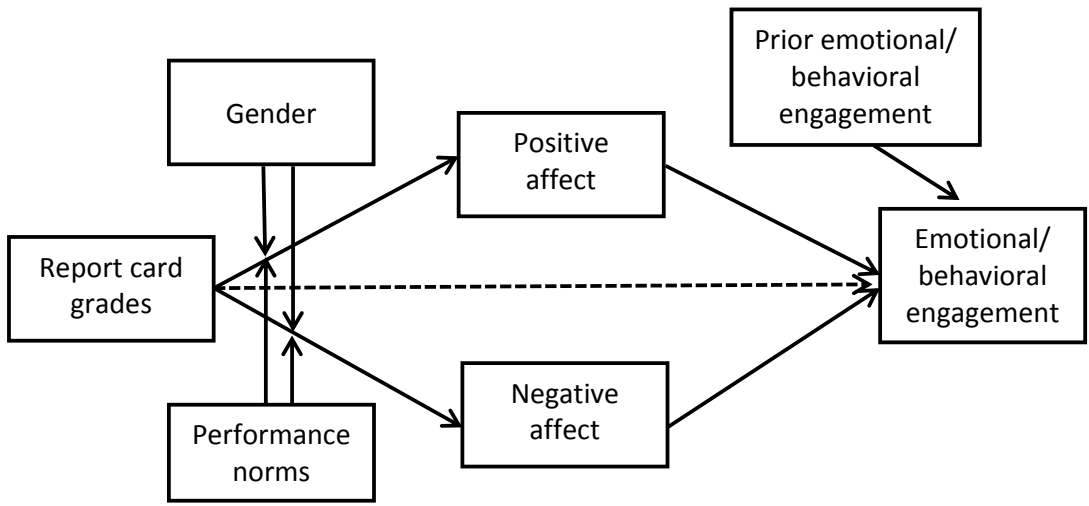 Prior emotional/
behavioral
engagement
Gender
Positive
affect
Report card
grades
Emotional/
behavioral
engagement
Negative
affect
Performance
norms